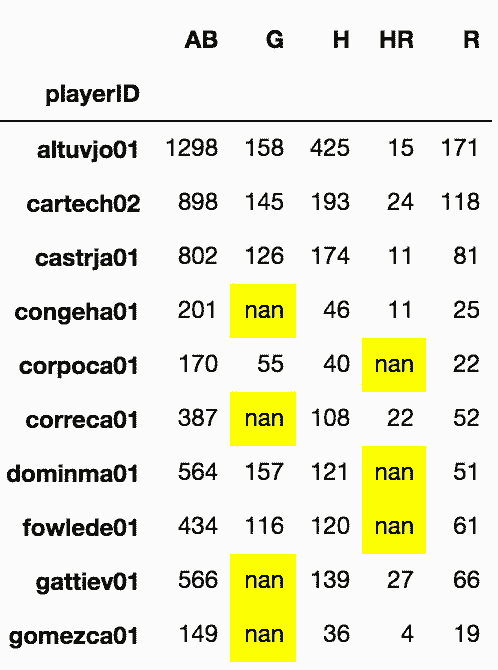 AB G H HR R
playerID
altuvjo01 1298 158 425 15 171
cartech02 898 145 193 24 118
castrja01 802 126 174 11 81
congeha01 201 nan 46 11 25
corpoca01 170 55 40 nan 22
correca01 387 nan 108 22 52
dominma01 564 157 121 nan 51
fowlede01 434 116 120 nan 61
gattiev01 566 nan 139 27 66
gomezca01 149 nan 36 4 19